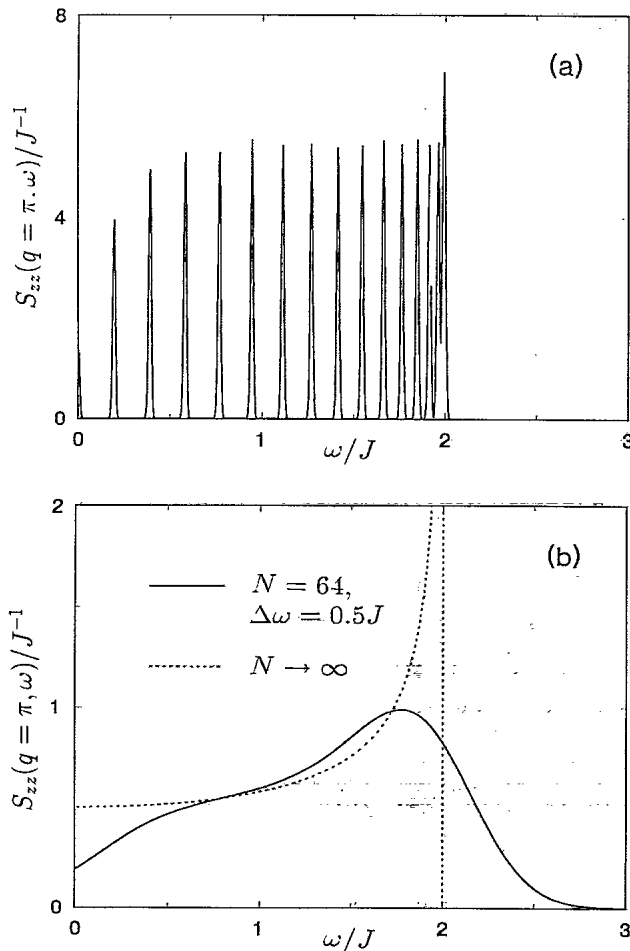 8
(a)
S_{zz}(q = π.ω)/J^{-1}
4
0
0
1
2
3
ω/J
2
(b)
N = 64,
Δω = 0.5J
N → ∞
S_{zz}(q = π, ω)/J^{-1}
1
0
0
1
2
3
ω/J